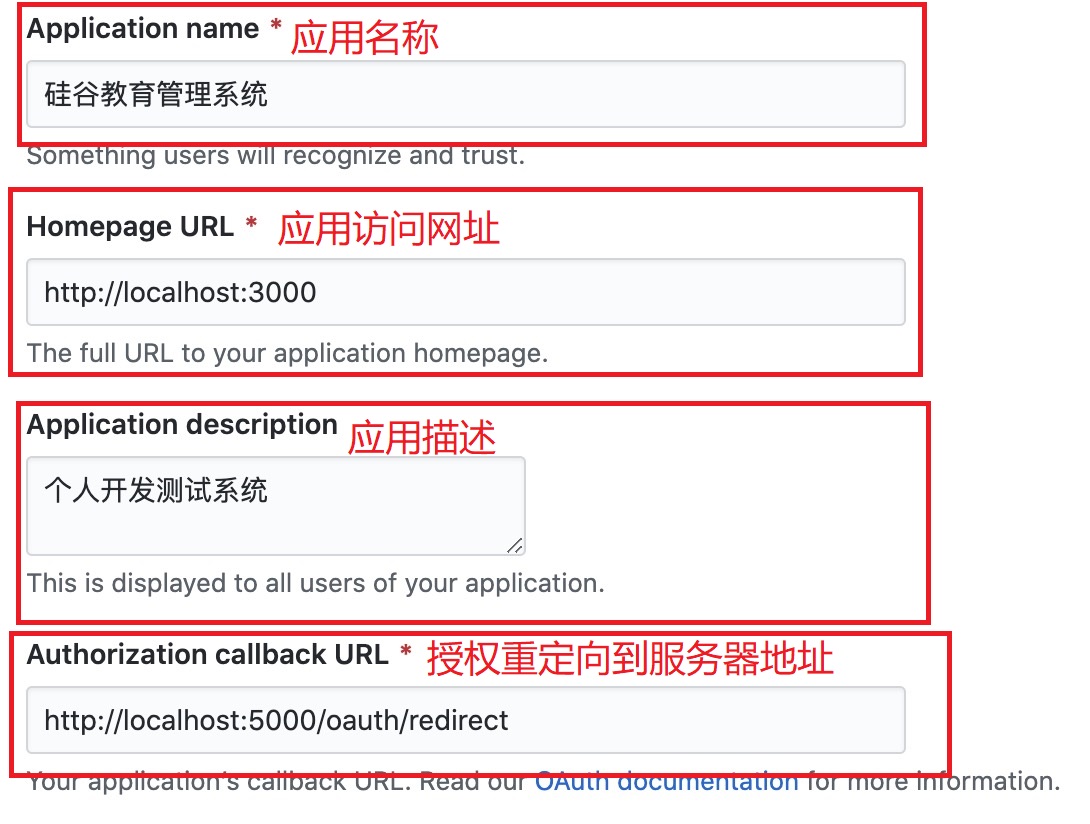 Application name * 应用名称
硅谷教育管理系统
Something users will recognize and trust.
Homepage URL * 应用访问网址
http://localhost:3000
The full URL to your application homepage.
Application description 应用描述
个人开发测试系统
This is displayed to all users of your application.
Authorization callback URL * 授权重定向到服务器地址
http://localhost:5000/oauth/redirect
Your application's callback URL. Read our OAuth documentation for more information.